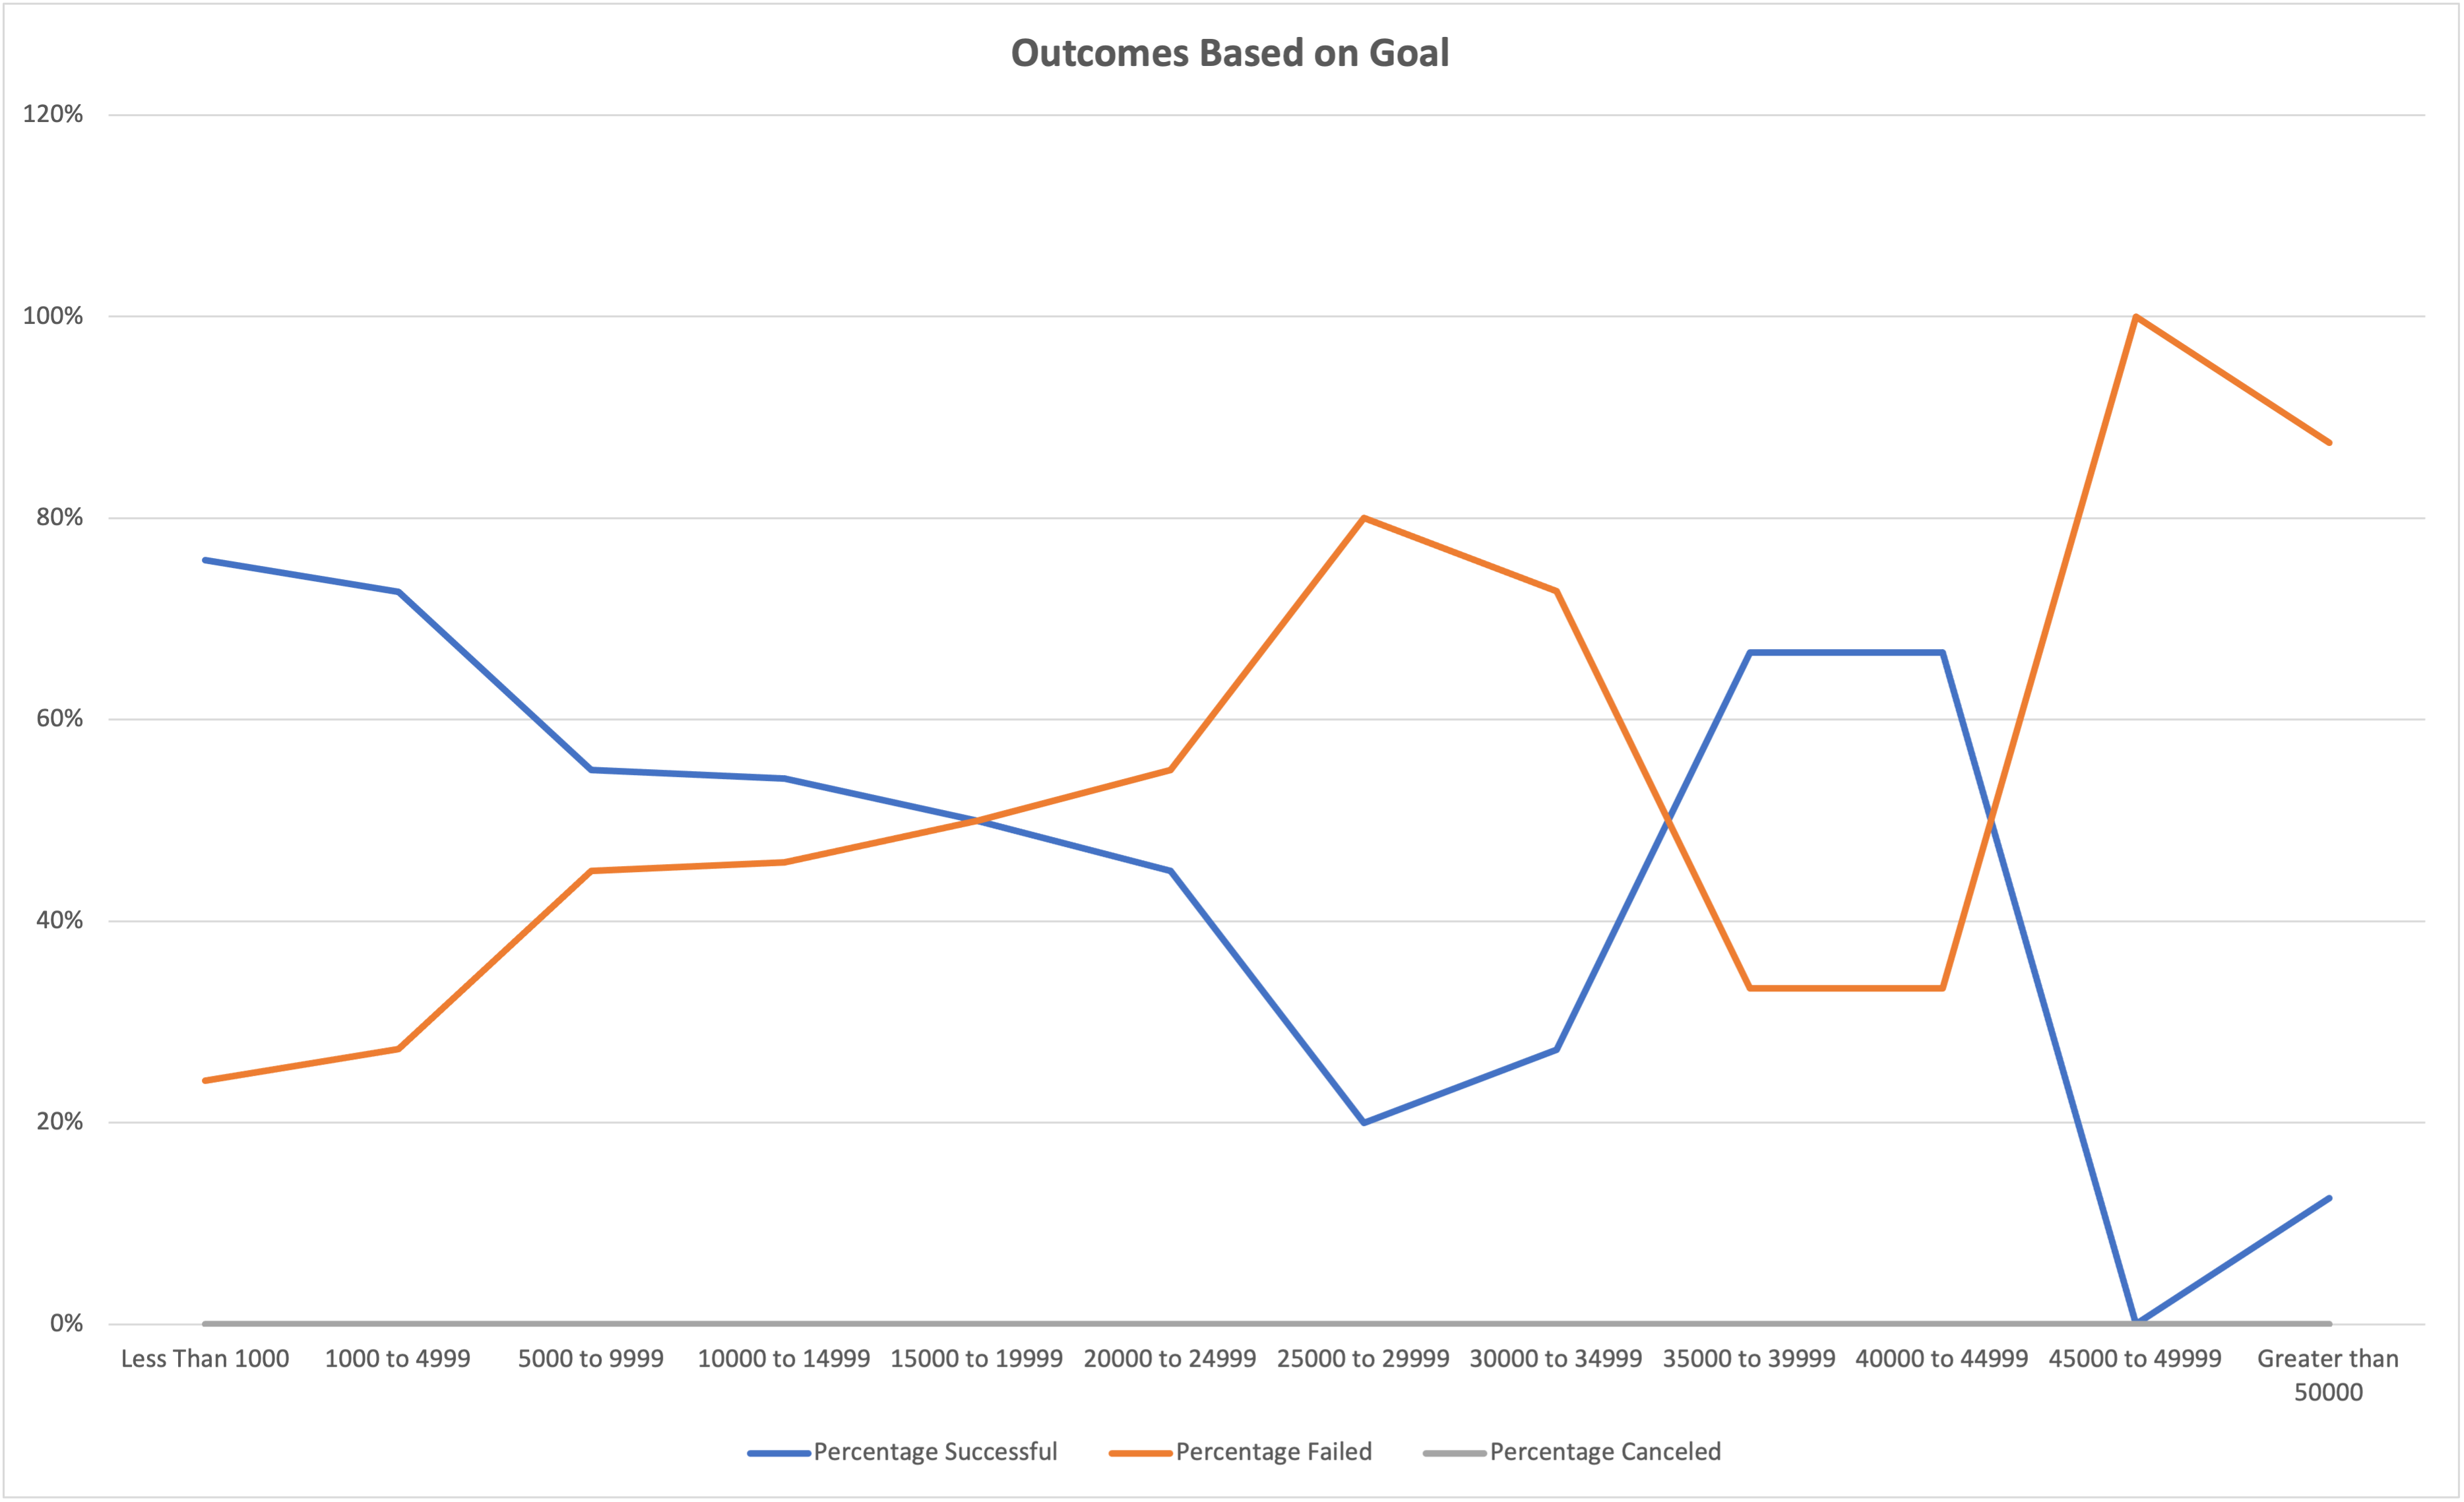 Outcomes Based on Goal
120%
100%
80%
60%
40%
20%
0%
Less Than 1000
1000 to 4999
5000 to 9999
10000 to 14999
15000 to 19999
20000 to 24999
25000 to 29999
30000 to 34999
35000 to 39999
40000 to 44999
45000 to 49999
Greater than
50000
Percentage Successful
Percentage Failed
Percentage Canceled